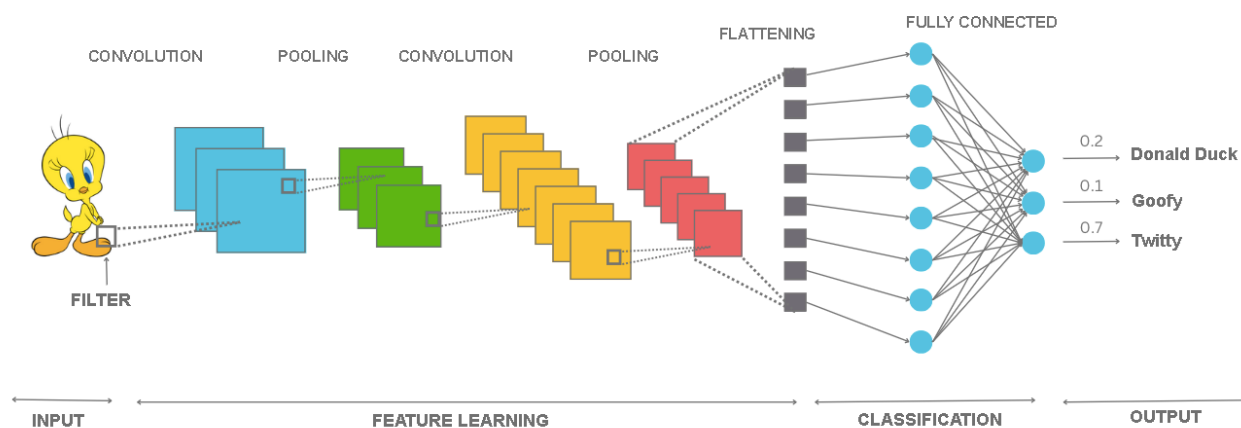 FULLY CONNECTED
FLATTENING
CONVOLUTION
POOLING
CONVOLUTION
POOLING
0.2
Donald Duck
0.1
Goofy
0.7
Twitty
FILTER
INPUT
FEATURE LEARNING
CLASSIFICATION
OUTPUT